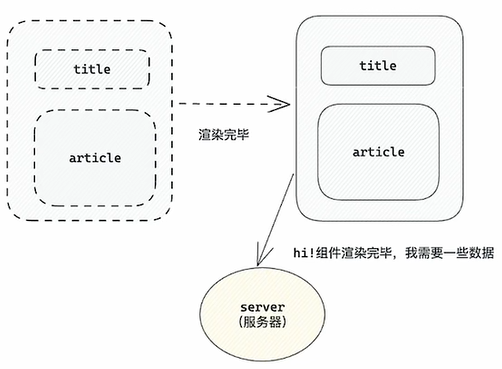 title
article
渲染完毕
title
article
hi!组件渲染完毕，我需要一些数据
server
（服务器）